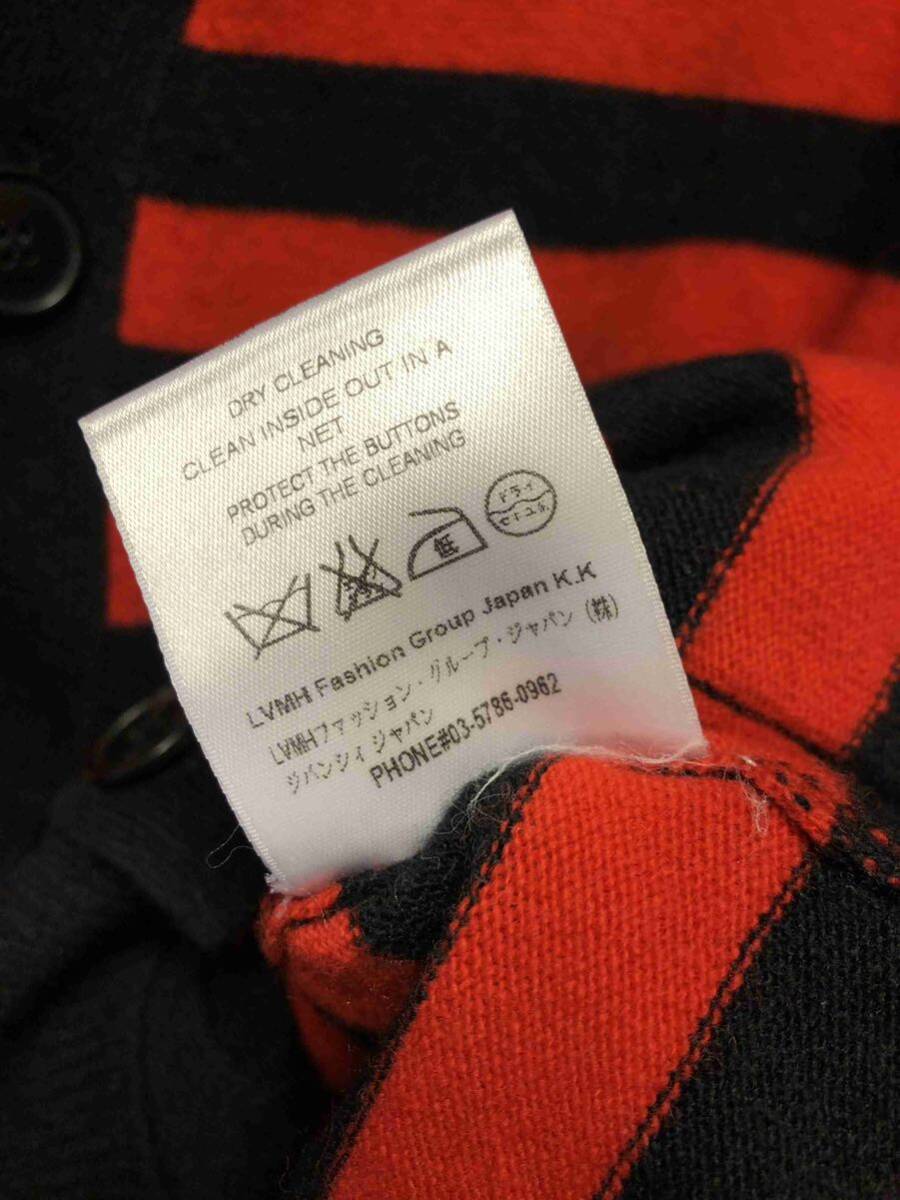 DRY CLEANING
CLEAN INSIDE OUT IN A
NET
PROTECT THE BUTTONS
DURING THE CLEANING
低
ドライ
セキユ系
LVMH Fashion Group Japan K.K
LVMHファッション・グループ・ジャパン (株)
ジバンシィ ジャパン
PHONE#03-5786-0962